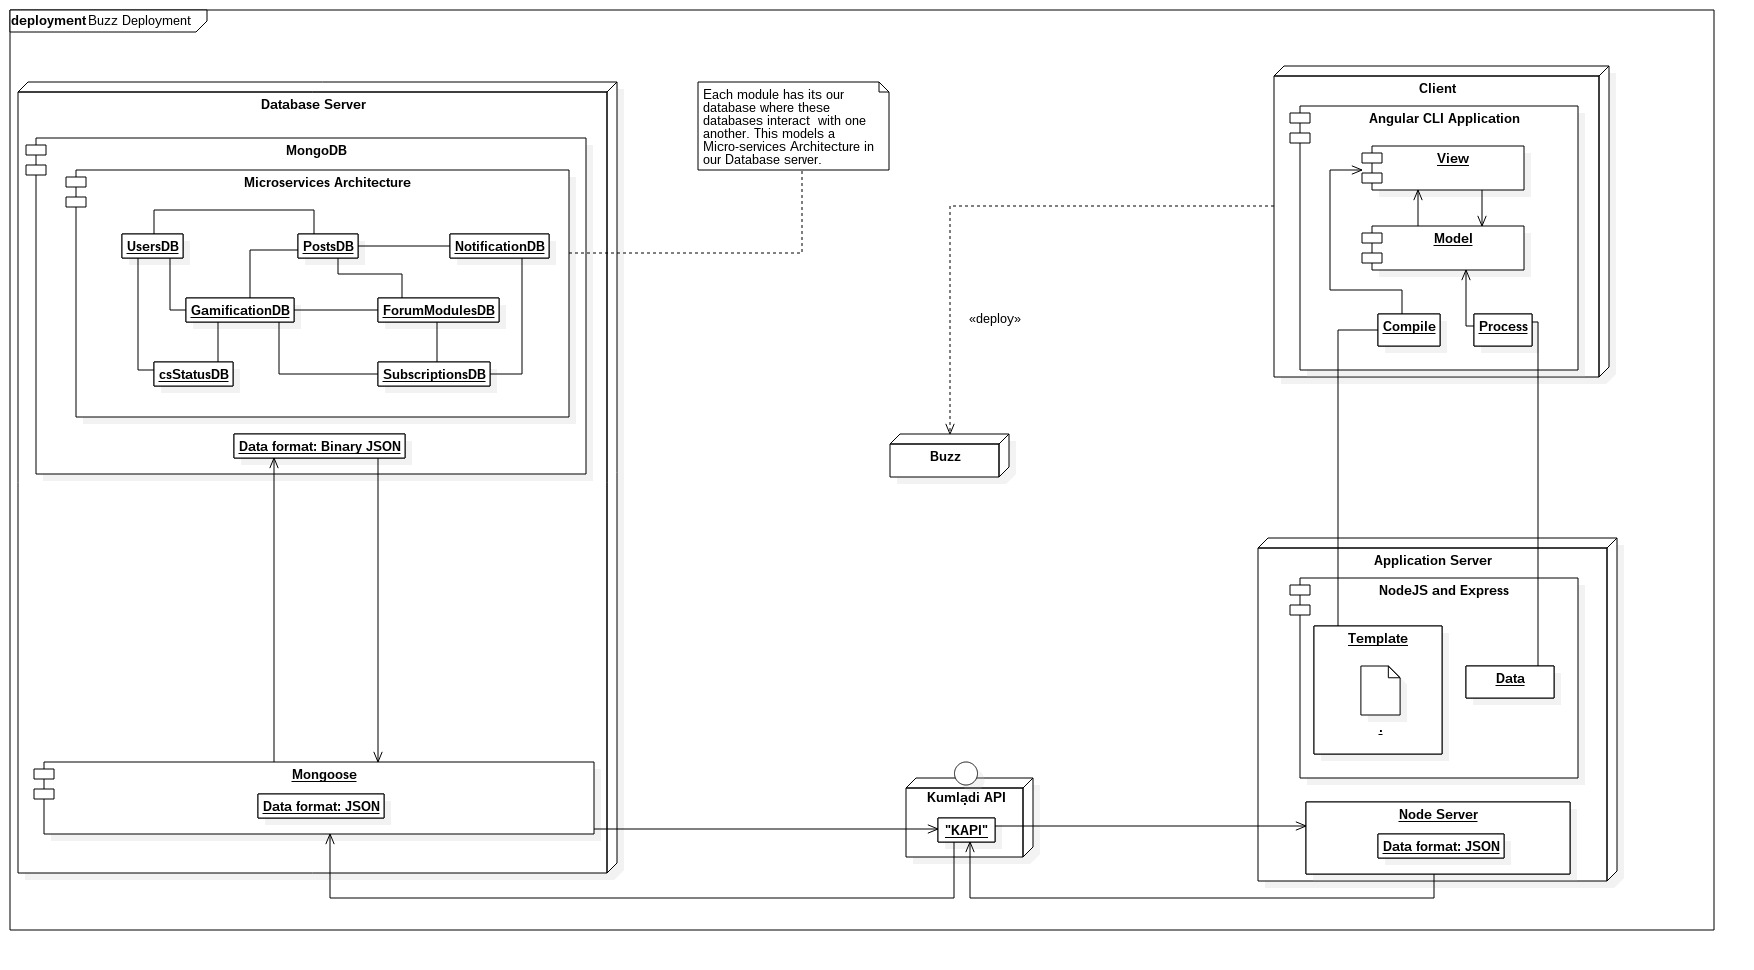 deployment Buzz Deployment
Database Server
MongoDB
Microservices Architecture
UsersDB
PostsDB
NotificationDB
GamificationDB
ForumModulesDB
csStatusDB
SubscriptionsDB
Data format: Binary JSON
Mongoose
Data format: JSON
Each module has its our
database where these
databases interact  with one
another. This models a
Micro-services Architecture in
our Database server.
«deploy»
Buzz
Kumladi API
"KAPI"
Client
Angular CLI Application
View
Model
Compile
Process
Application Server
NodeJS and Express
Template
.
Data
Node Server
Data format: JSON